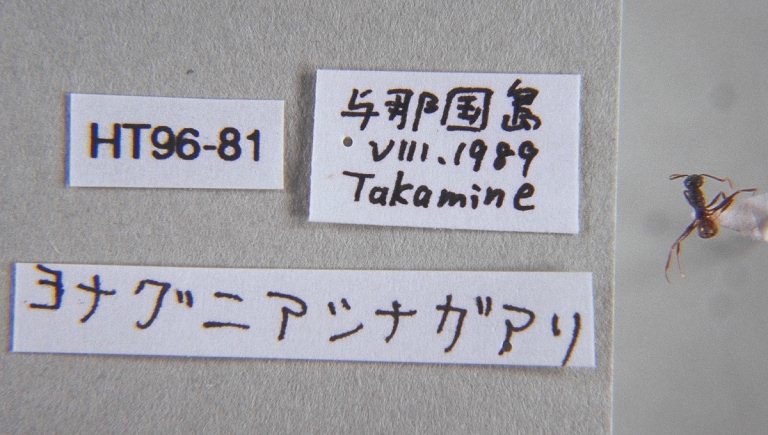 HT96-81
与那国島
VIII.1989
Takamine
ヨナグニアシナガアリ